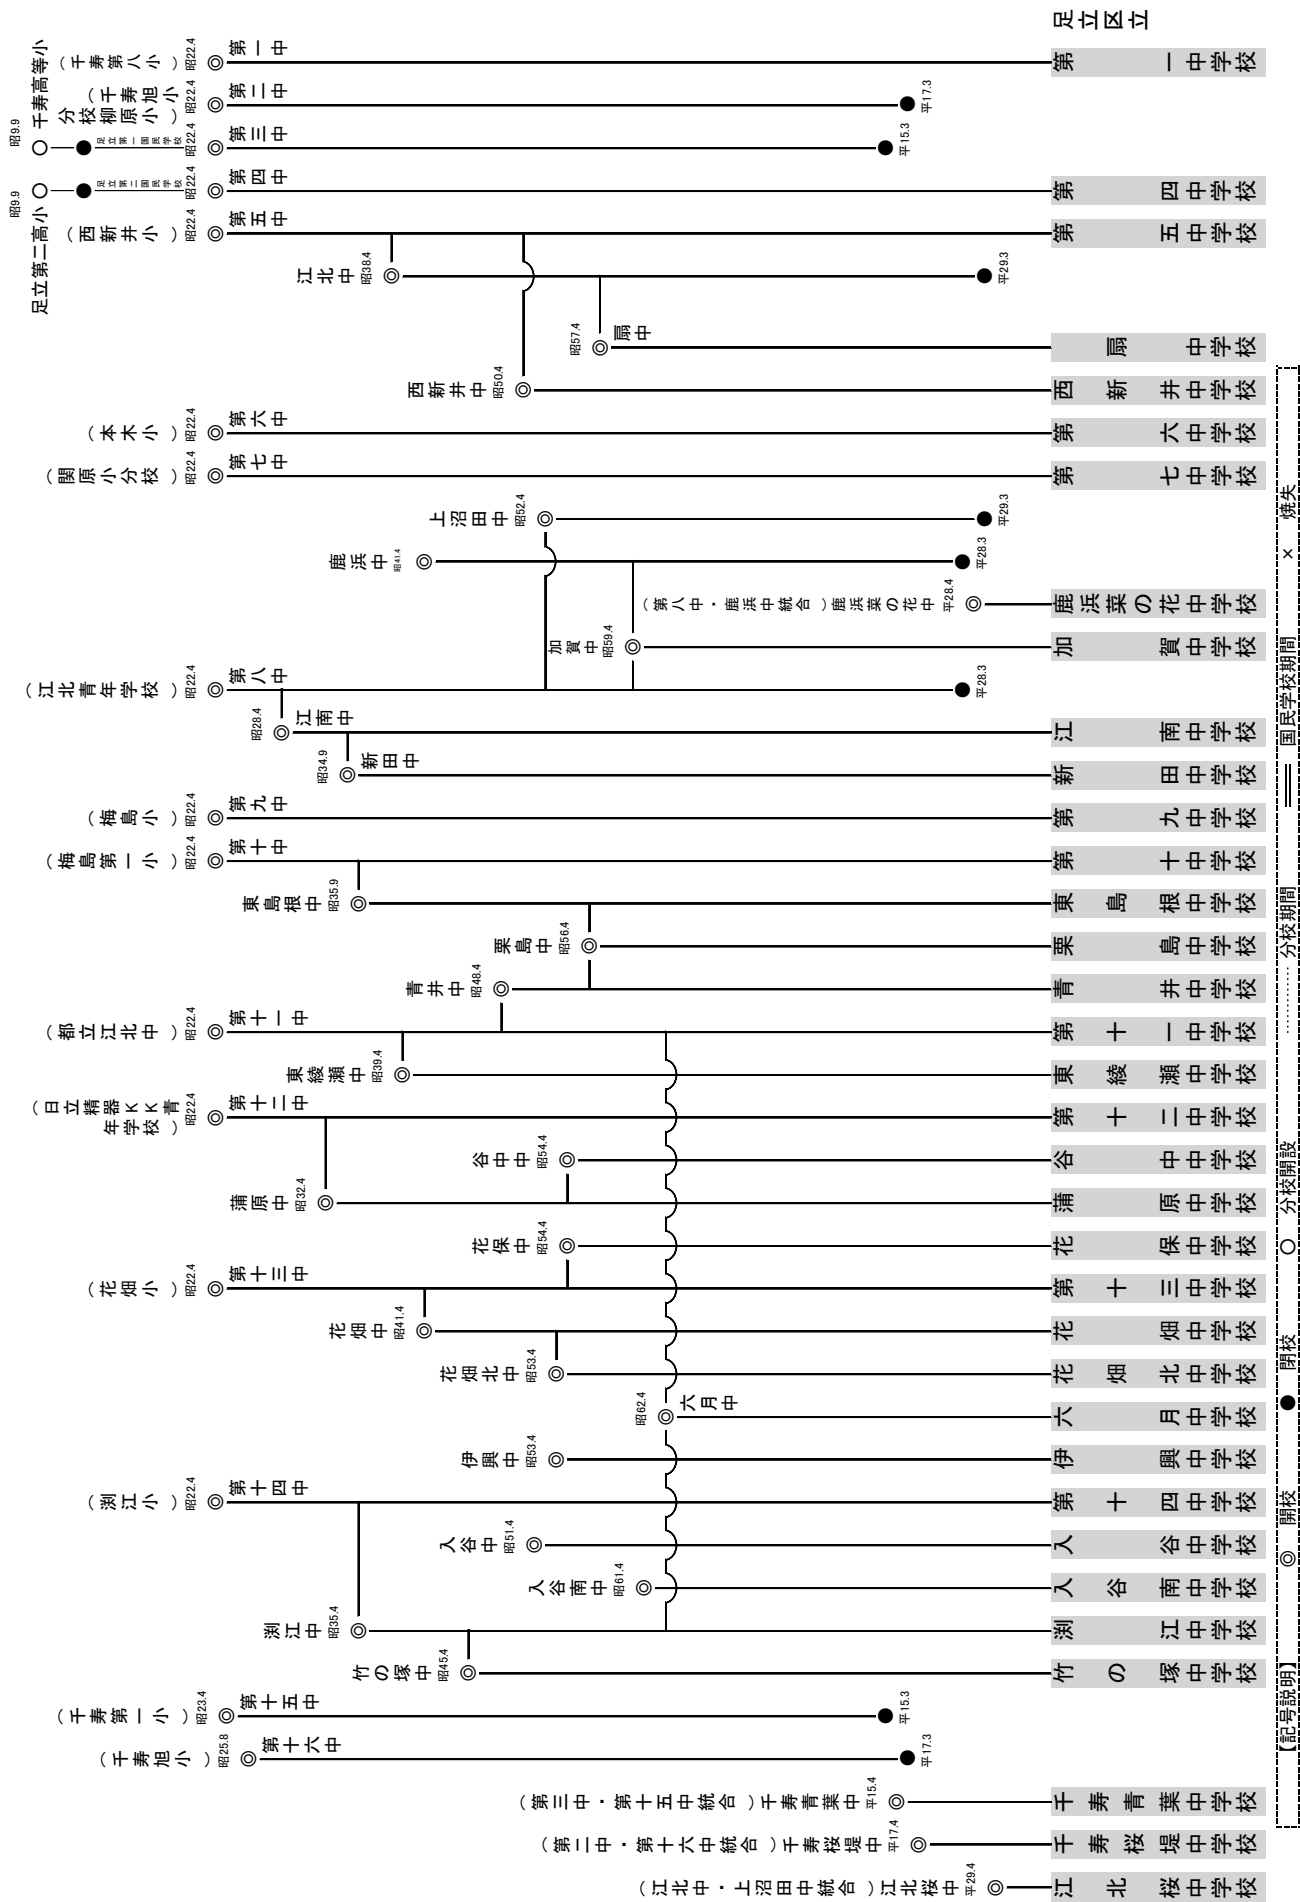 足立区立
千寿高等小
（千寿第八小）昭22.4 ◎ 第一中 第一中学校
（千寿旭小分校柳原小）昭22.4 ◎ 第二中 ● 平17.3
昭9.9 ○ ● 足立第一国民学校 昭22.4 ◎ 第三中 ● 平15.3
昭9.9 ○ ● 足立第二国民学校 昭22.4 ◎ 第四中 第四中学校
足立第二高小
（西新井小）昭22.4 ◎ 第五中 第五中学校
江北中 昭38.4 ◎ ● 平29.3
昭57.4 ◎ 扇中 扇中学校
西新井中 昭50.4 ◎ 西新井中学校
（本木小）昭22.4 ◎ 第六中 第六中学校
（関原小分校）昭22.4 ◎ 第七中 第七中学校
上沼田中 昭52.4 ◎ ● 平29.3
鹿浜中 昭41.4 ◎ ● 平28.3
（第八中・鹿浜中統合）鹿浜菜の花中 平28.4 ◎ 鹿浜菜の花中学校
加賀中 昭59.4 ◎ 加賀中学校
（江北青年学校）昭22.4 ◎ 第八中 ● 平28.3
昭28.4 ◎ 江南中 江南中学校
昭34.9 ◎ 新田中 新田中学校
（梅島小）昭22.4 ◎ 第九中 第九中学校
（梅島第一小）昭22.4 ◎ 第十中 第十中学校
東島根中 昭35.9 ◎ 東島根中学校
栗島中 昭56.4 ◎ 栗島中学校
青井中 昭48.4 ◎ 青井中学校
（都立江北中）昭22.4 ◎ 第十一中 第十一中学校
東綾瀬中 昭39.4 ◎ 東綾瀬中学校
（日立精器ＫＫ青年学校）昭22.4 ◎ 第十二中 第十二中学校
谷中中 昭54.4 ◎ 谷中中学校
蒲原中 昭32.4 ◎ 蒲原中学校
花保中 昭54.4 ◎ 花保中学校
（花畑小）昭22.4 ◎ 第十三中 第十三中学校
花畑中 昭41.4 ◎ 花畑中学校
花畑北中 昭53.4 ◎ 花畑北中学校
昭62.4 ◎ 六月中 六月中学校
伊興中 昭53.4 ◎ 伊興中学校
（渕江小）昭22.4 ◎ 第十四中 第十四中学校
入谷中 昭51.4 ◎ 入谷中学校
入谷南中 昭61.4 ◎ 入谷南中学校
渕江中 昭35.4 ◎ 渕江中学校
竹の塚中 昭45.4 ◎ 竹の塚中学校
（千寿第一小）昭23.4 ◎ 第十五中 ● 平15.3
（千寿旭小）昭25.8 ◎ 第十六中 ● 平17.3
（第三中・第十五中統合）千寿青葉中 平15.4 ◎ 千寿青葉中学校
（第二中・第十六中統合）千寿桜堤中 平17.4 ◎ 千寿桜堤中学校
（江北中・上沼田中統合）江北桜中 平29.4 ◎ 江北桜中学校
【記号説明】 ◎ 開校 ● 閉校 ○ 分校開設 ………… 分校期間 ═ 国民学校期間 × 焼失